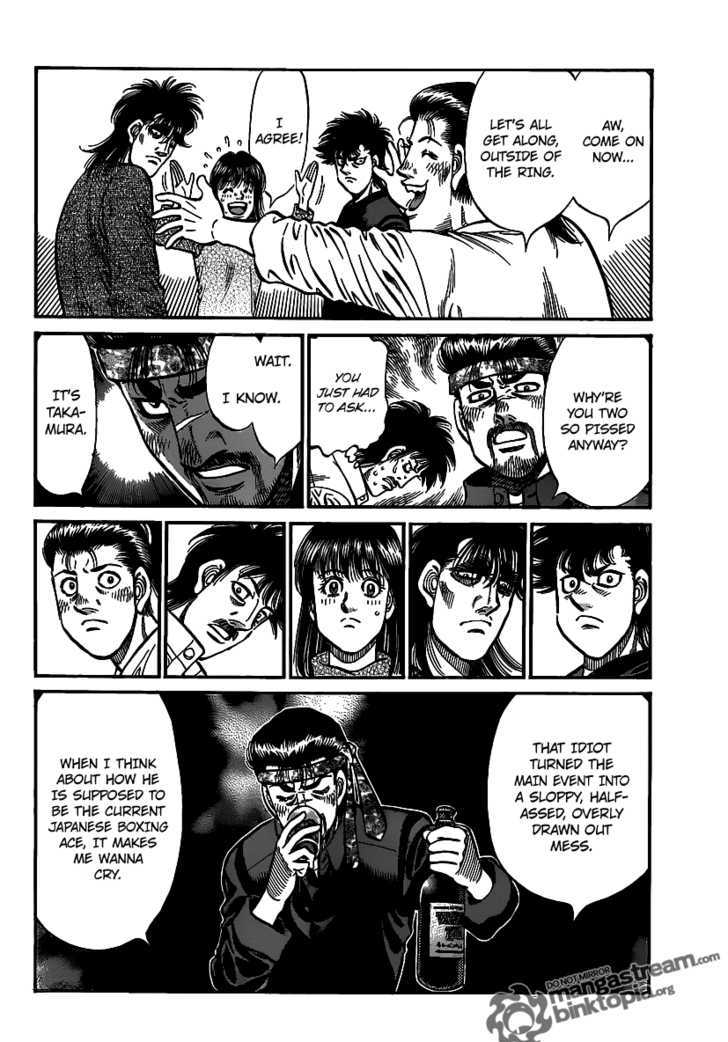 AW,
COME ON
NOW...
LET'S ALL
GET ALONG,
OUTSIDE OF
THE RING.
I
AGREE!
WHY'RE
YOU TWO
SO PISSED
ANYWAY?
YOU
JUST HAD
TO ASK...
WAIT.
I KNOW.
IT'S
TAKA-
MURA.
THAT IDIOT
TURNED THE
MAIN EVENT INTO
A SLOPPY, HALF-
ASSED, OVERLY
DRAWN OUT
MESS.
WHEN I THINK
ABOUT HOW HE
IS SUPPOSED TO
BE THE CURRENT
JAPANESE BOXING
ACE, IT MAKES
ME WANNA
CRY.
DO NOT MIRROR
mangastream.com
binktopia.org